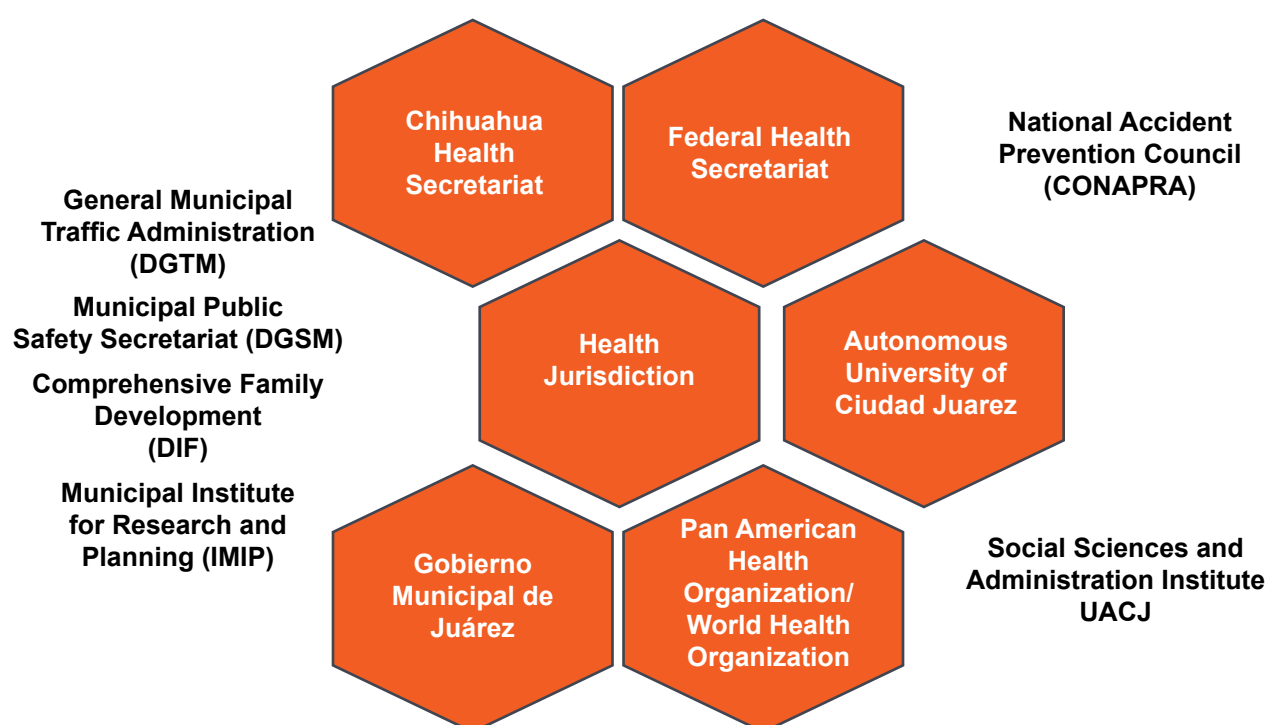 Chihuahua
Health
Secretariat
Federal Health
Secretariat
National Accident
Prevention Council
(CONAPRA)
General Municipal
Traffic Administration
(DGTM)
Municipal Public
Safety Secretariat (DGSM)
Comprehensive Family
Development
(DIF)
Municipal Institute
for Research and
Planning (IMIP)
Health
Jurisdiction
Autonomous
University of
Ciudad Juarez
Gobierno
Municipal de
Juárez
Pan American
Health
Organization/
World Health
Organization
Social Sciences and
Administration Institute
UACJ